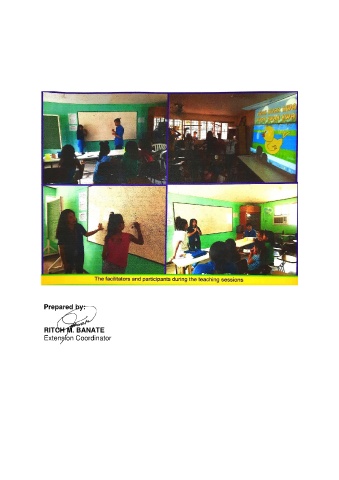 The facilitators and participants during the teaching sessions
Prepared by:
RITCH M. BANATE
Extension Coordinator